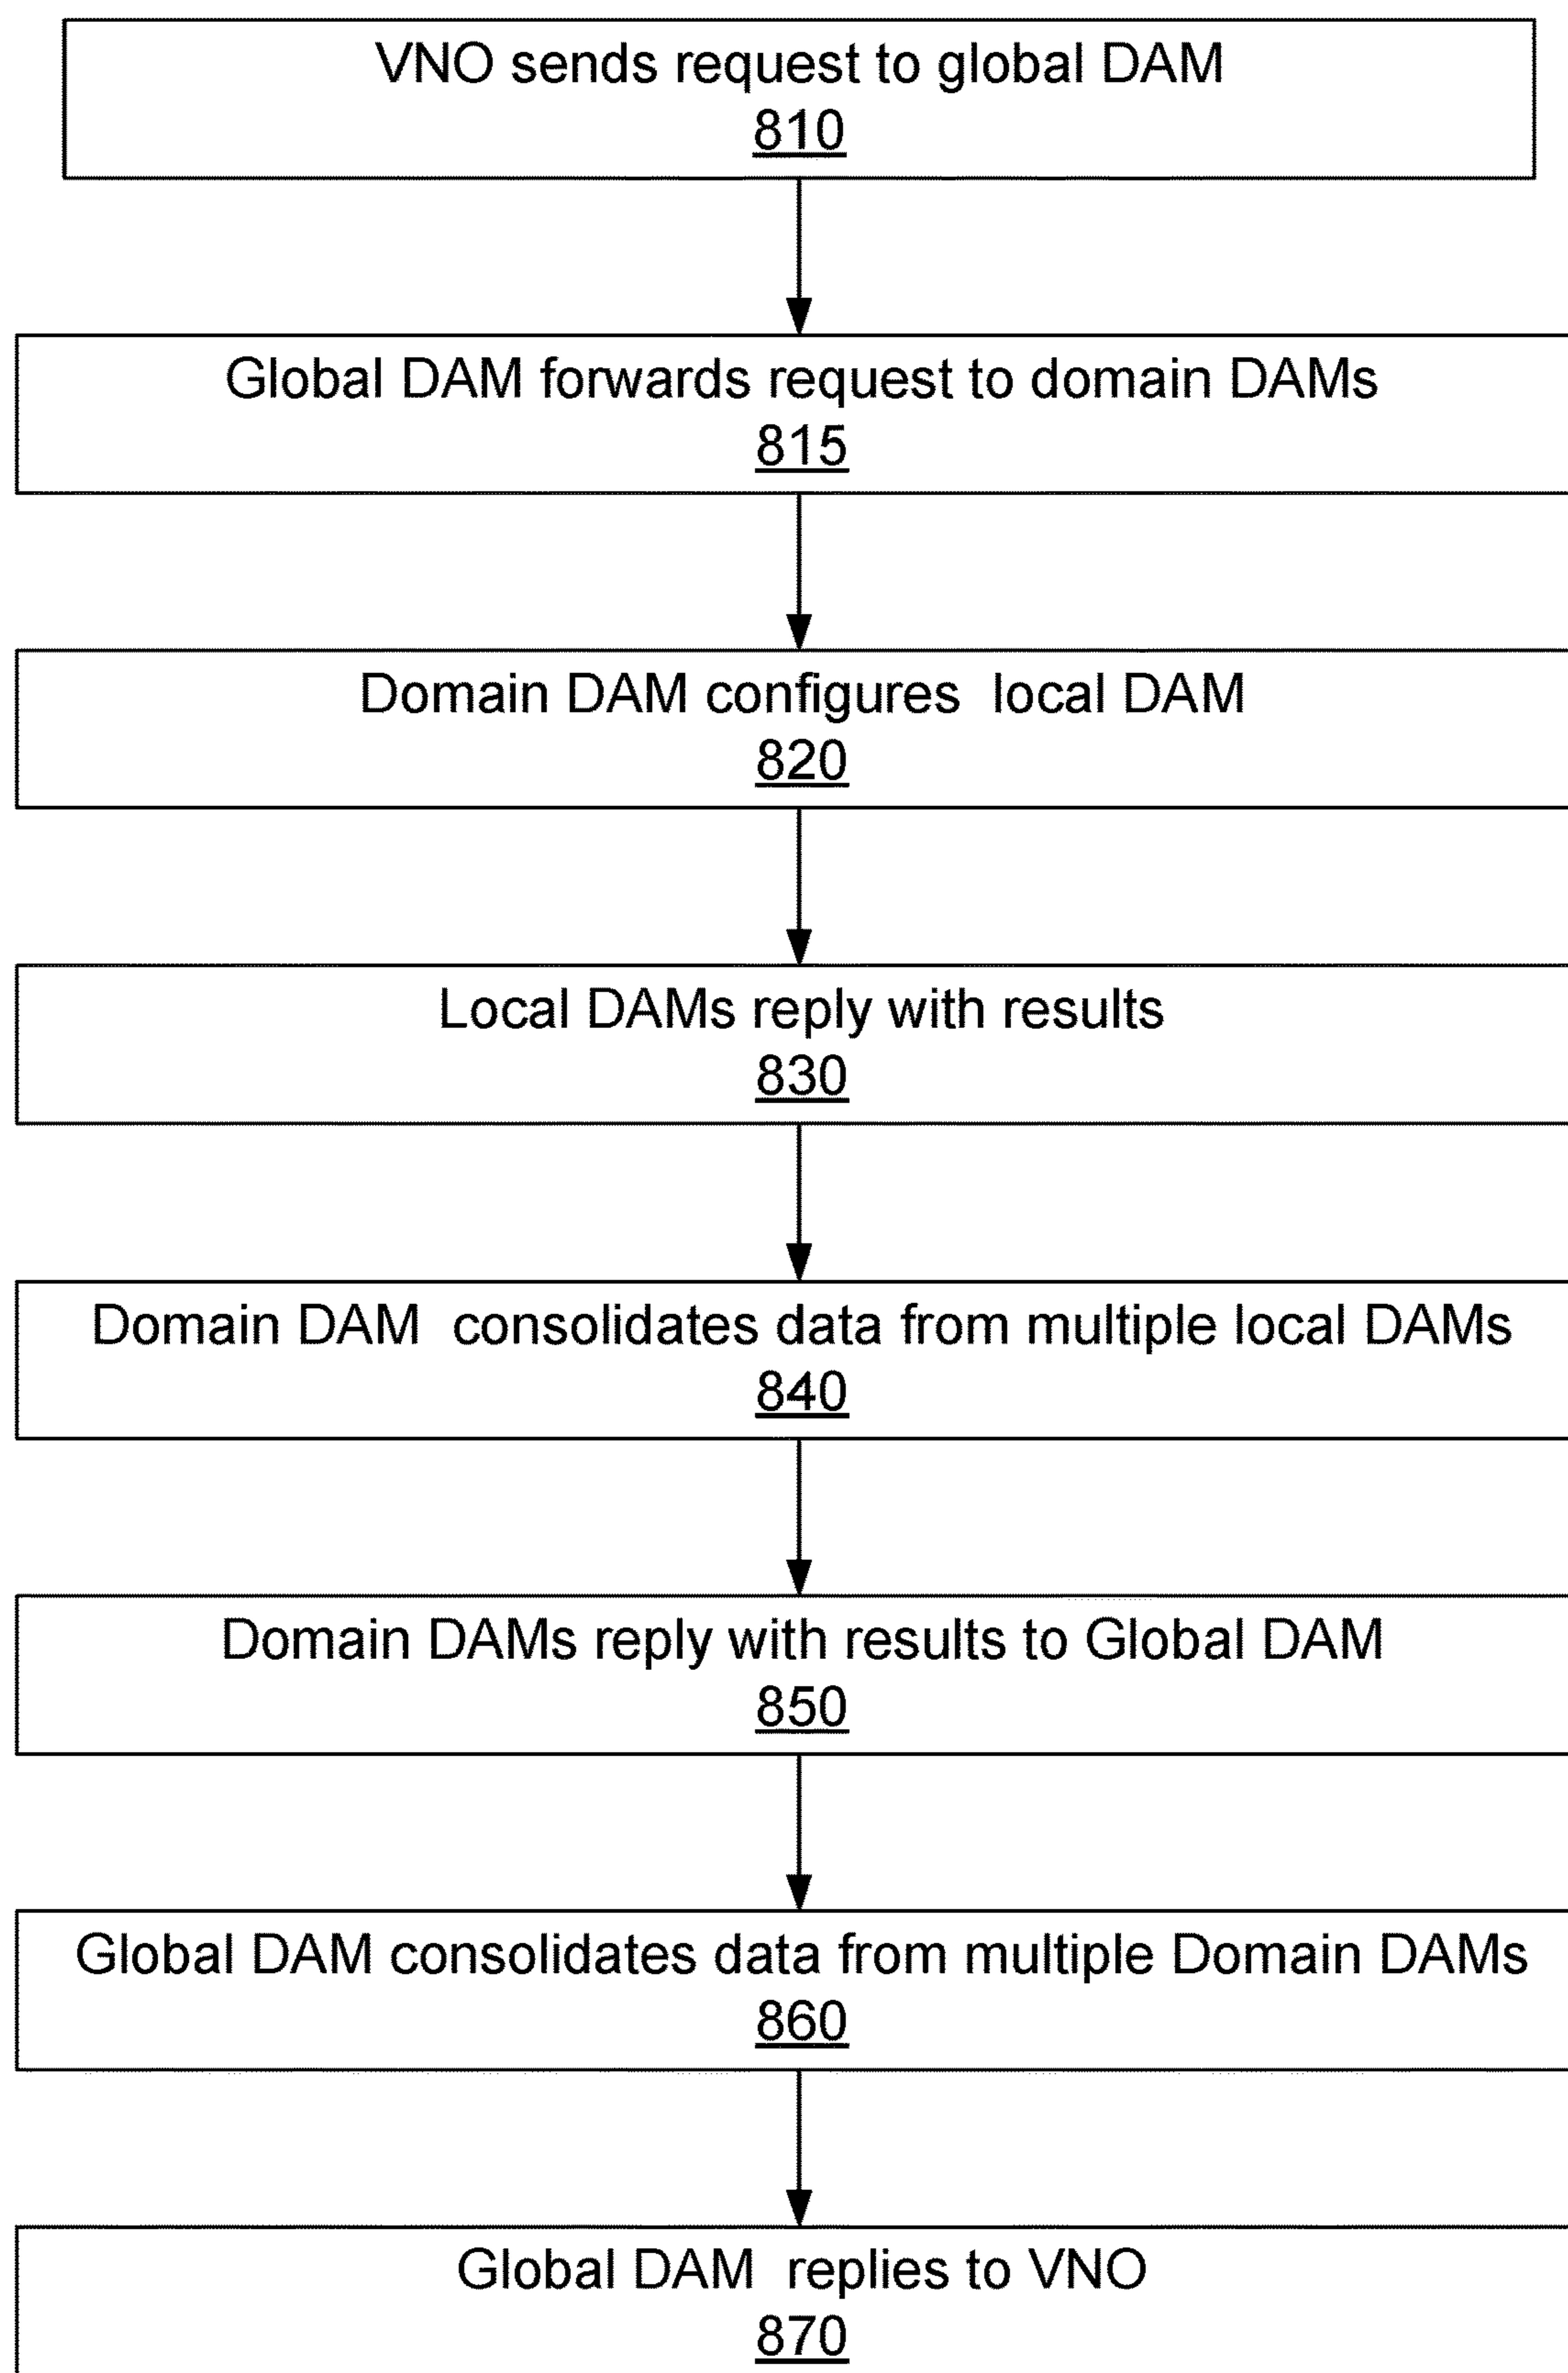 VNO sends request to global DAM
810
Global DAM forwards request to domain DAMs
815
Domain DAM configures local DAM
820
Local DAMs reply with results
830
Domain DAM consolidates data from multiple local DAMs
840
Domain DAMs reply with results to Global DAM
850
Global DAM consolidates data from multiple Domain DAMs
860
Global DAM replies to VNO
870